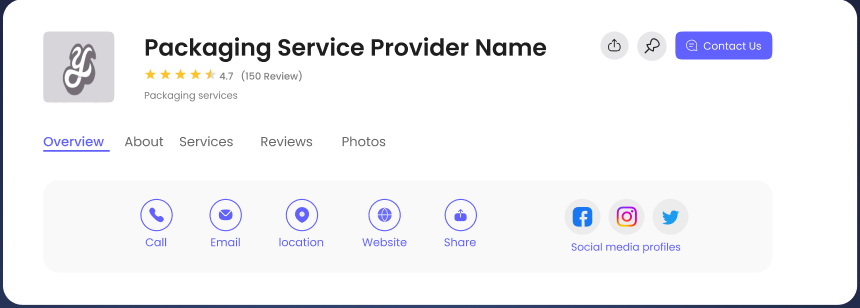 Packaging Service Provider Name
4.7 (150 Review)
Packaging services
Contact Us
Overview About Services Reviews Photos
Call Email location Website Share
Social media profiles